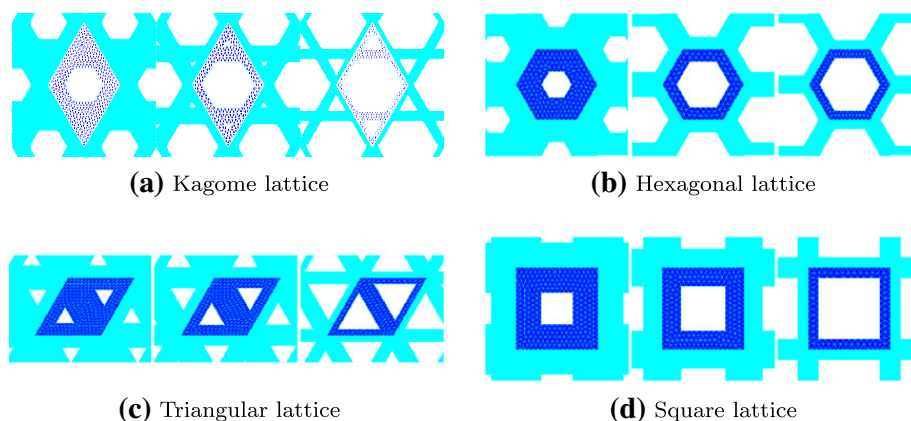 (a) Kagome lattice
(b) Hexagonal lattice
(c) Triangular lattice
(d) Square lattice